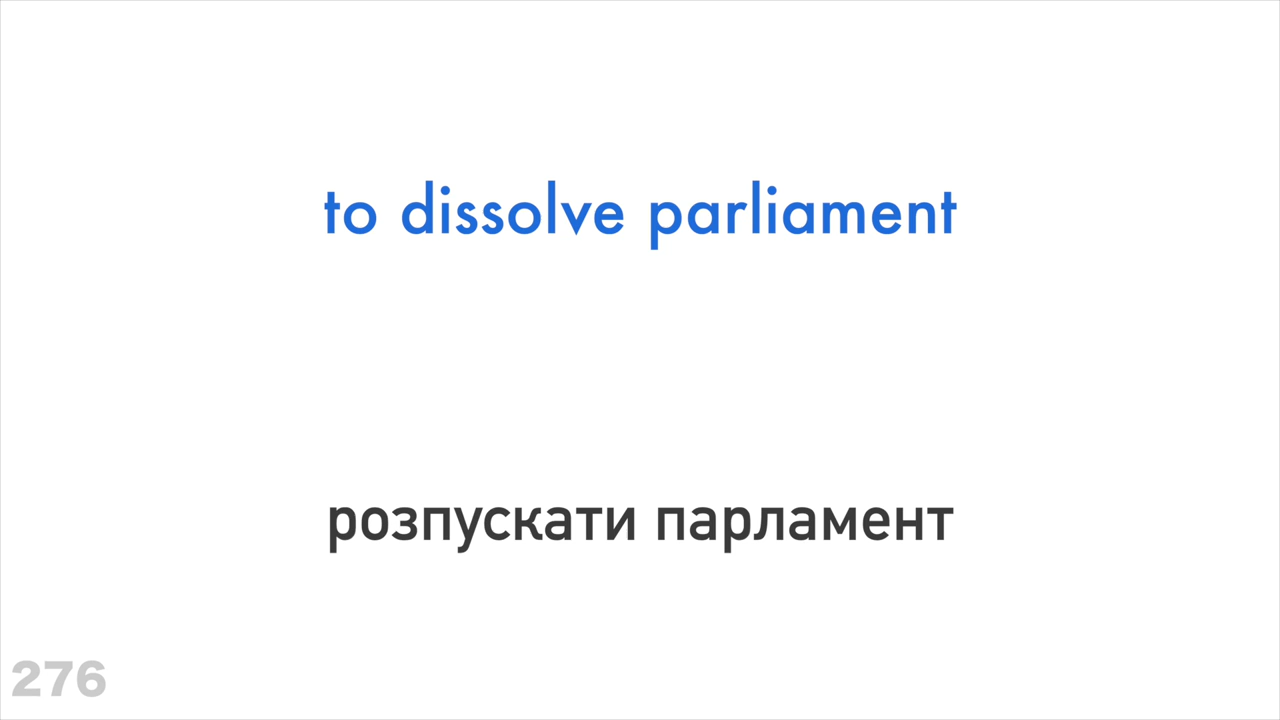 to dissolve parliament
розпускати парламент
276